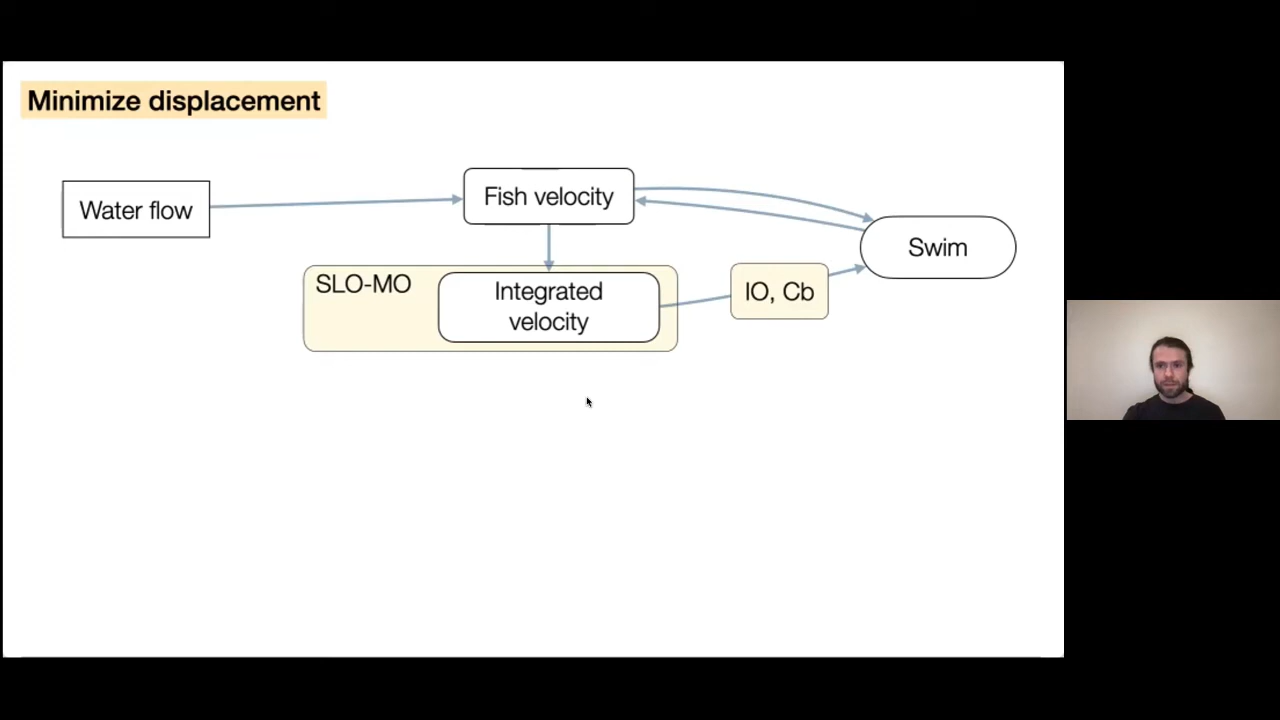 Minimize displacement
Water flow
Fish velocity
Swim
SLO-MO
Integrated
velocity
IO, Cb